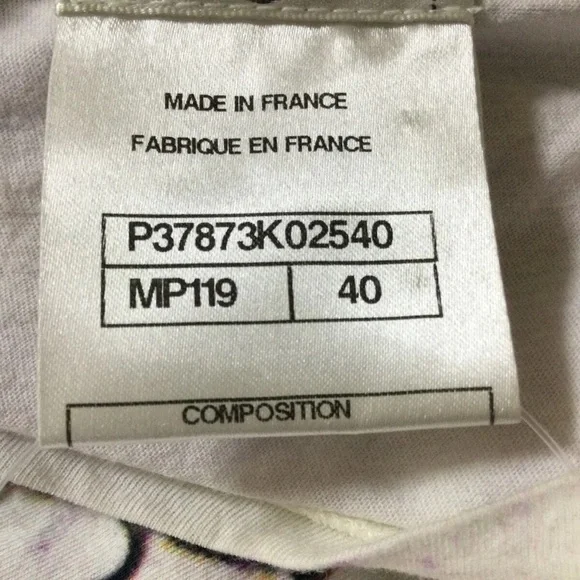 MADE IN FRANCE
FABRIQUE EN FRANCE
P37873K02540
MP119 40
COMPOSITION